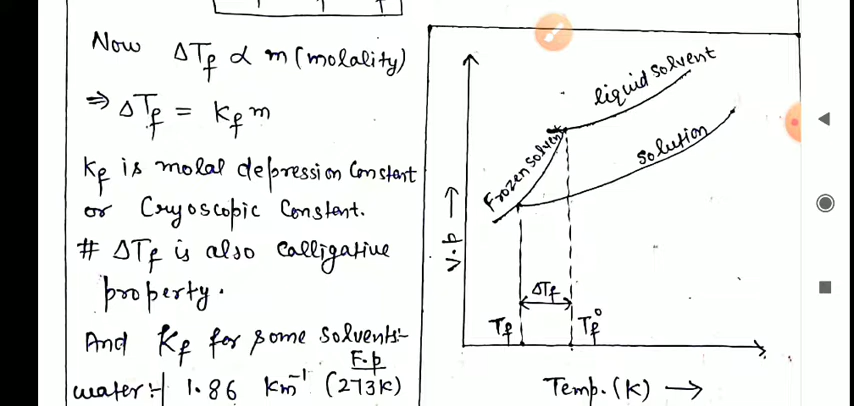 Now ΔTf ∝ m (molality)
⇒ ΔTf = Kf m
Kf is molal depression Constant
or Cryoscopic Constant.
# ΔTf is also Calligative
property.
And Kf for some solvents:-
F.p
water:- 1.86 Km⁻¹ (273K)
liquid solvent
Frozen solvent
solution
V.p →
ΔTf
Tf Tf°
Temp. (K) →